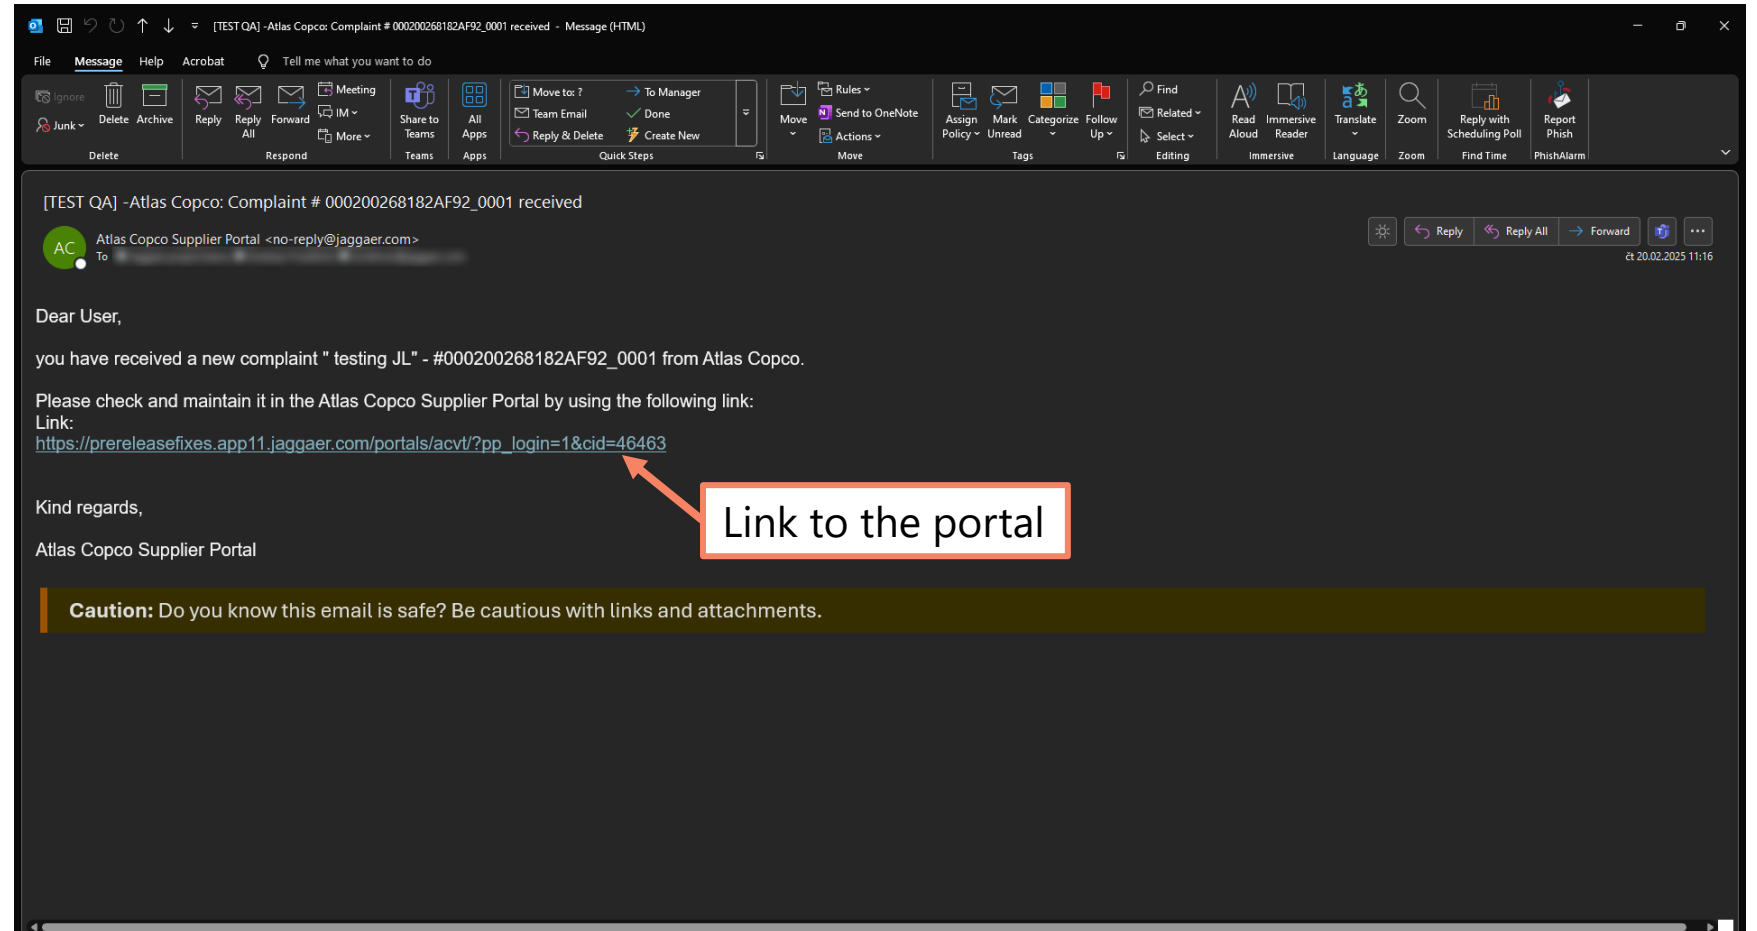 [TEST QA] -Atlas Copco: Complaint # 000200268182AF92_0001 received - Message (HTML)
File Message Help Acrobat Tell me what you want to do
Ignore
Junk
Delete
Archive
Delete
Reply
Reply All
Forward
Meeting
IM
More
Respond
Share to Teams
Teams
All Apps
Apps
Move to: ?
To Manager
Team Email
Done
Reply & Delete
Create New
Quick Steps
Move
Rules
Send to OneNote
Actions
Move
Assign Policy
Mark Unread
Categorize
Follow Up
Tags
Find
Related
Select
Editing
Read Aloud
Immersive Reader
Immersive
Translate
Language
Zoom
Zoom
Reply with Scheduling Poll
Find Time
Report Phish
PhishAlarm
[TEST QA] -Atlas Copco: Complaint # 000200268182AF92_0001 received
AC
Atlas Copco Supplier Portal <no-reply@jaggaer.com>
To
Reply
Reply All
Forward
čt 20.02.2025 11:16
Dear User,
you have received a new complaint " testing JL" - #000200268182AF92_0001 from Atlas Copco.
Please check and maintain it in the Atlas Copco Supplier Portal by using the following link:
Link:
https://prereleasefixes.app11.jaggaer.com/portals/acvt/?pp_login=1&cid=46463
Link to the portal
Kind regards,
Atlas Copco Supplier Portal
Caution: Do you know this email is safe? Be cautious with links and attachments.